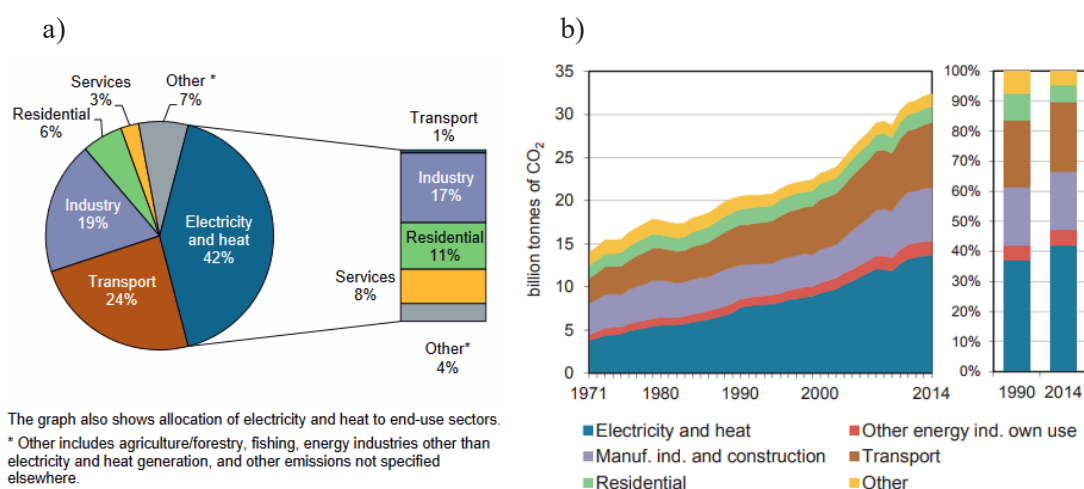 a)
Services
3%
Other *
7%
Residential
6%
Industry
19%
Electricity
and heat
42%
Transport
24%
Transport
1%
Industry
17%
Residential
11%
Services
8%
Other*
4%
The graph also shows allocation of electricity and heat to end-use sectors.
* Other includes agriculture/forestry, fishing, energy industries other than
electricity and heat generation, and other emissions not specified
elsewhere.
b)
billion tonnes of CO2
35
30
25
20
15
10
5
0
1971
1980
1990
2000
2014
100%
90%
80%
70%
60%
50%
40%
30%
20%
10%
0%
1990
2014
Electricity and heat
Other energy ind. own use
Manuf. ind. and construction
Transport
Residential
Other